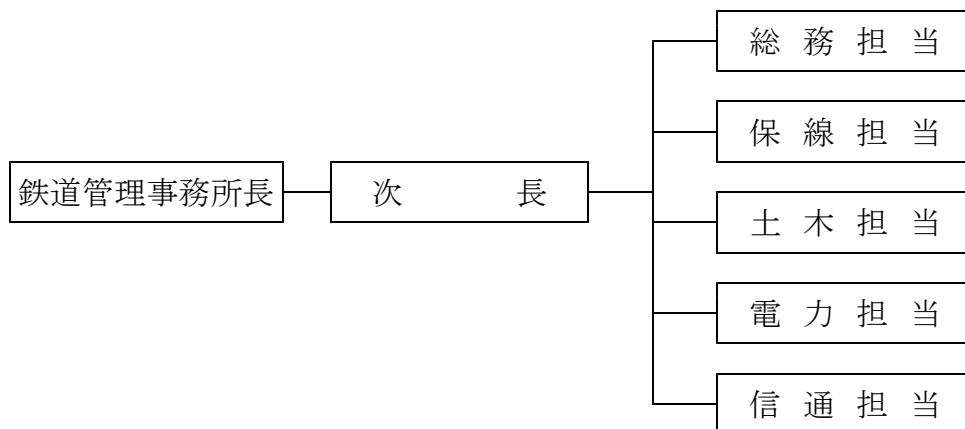 鉄道管理事務所長
次長
総務担当
保線担当
土木担当
電力担当
信通担当